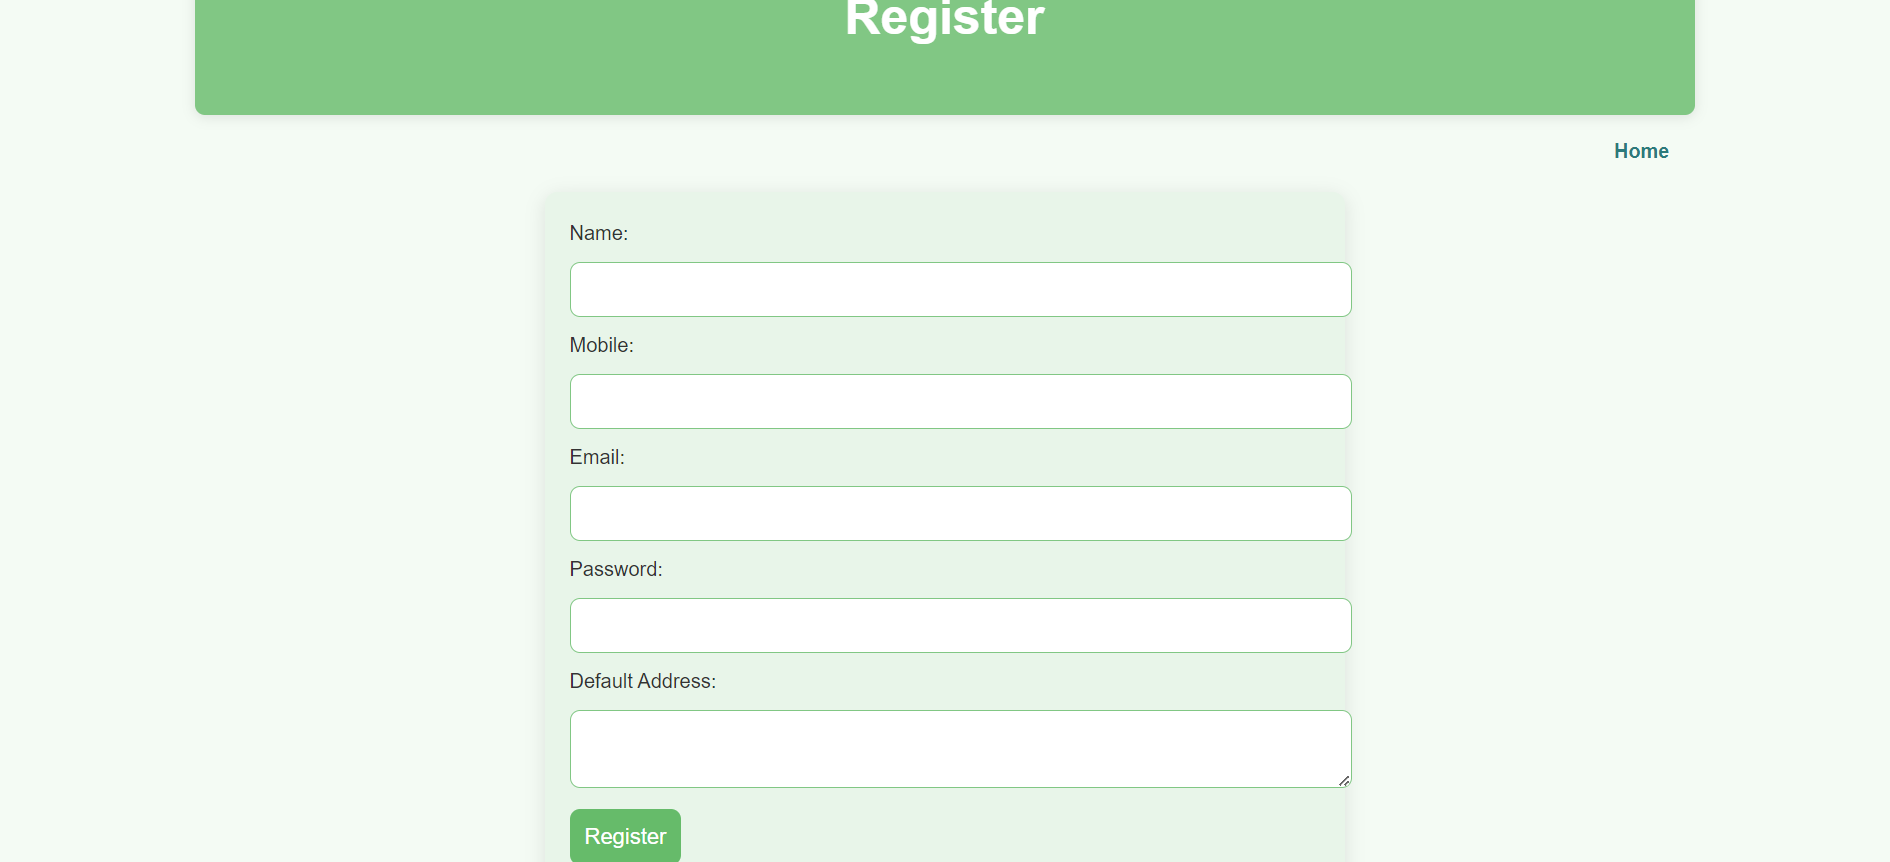 Register
Home
Name:
Mobile:
Email:
Password:
Default Address:
Register